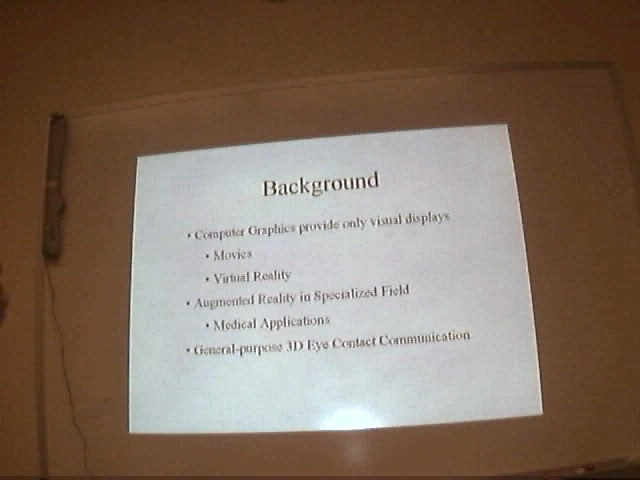 Background
• Computer Graphics provide only visual displays
• Movies
• Virtual Reality
• Augmented Reality in Specialized Field
• Medical Applications
• General-purpose 3D Eye Contact Communication